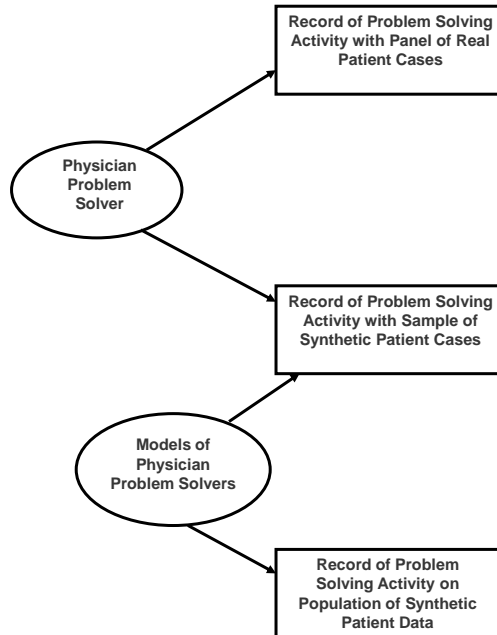 Record of Problem Solving
Activity with Panel of Real
Patient Cases
Physician
Problem
Solver
Record of Problem Solving
Activity with Sample of
Synthetic Patient Cases
Models of
Physician
Problem Solvers
Record of Problem
Solving Activity on
Population of Synthetic
Patient Data